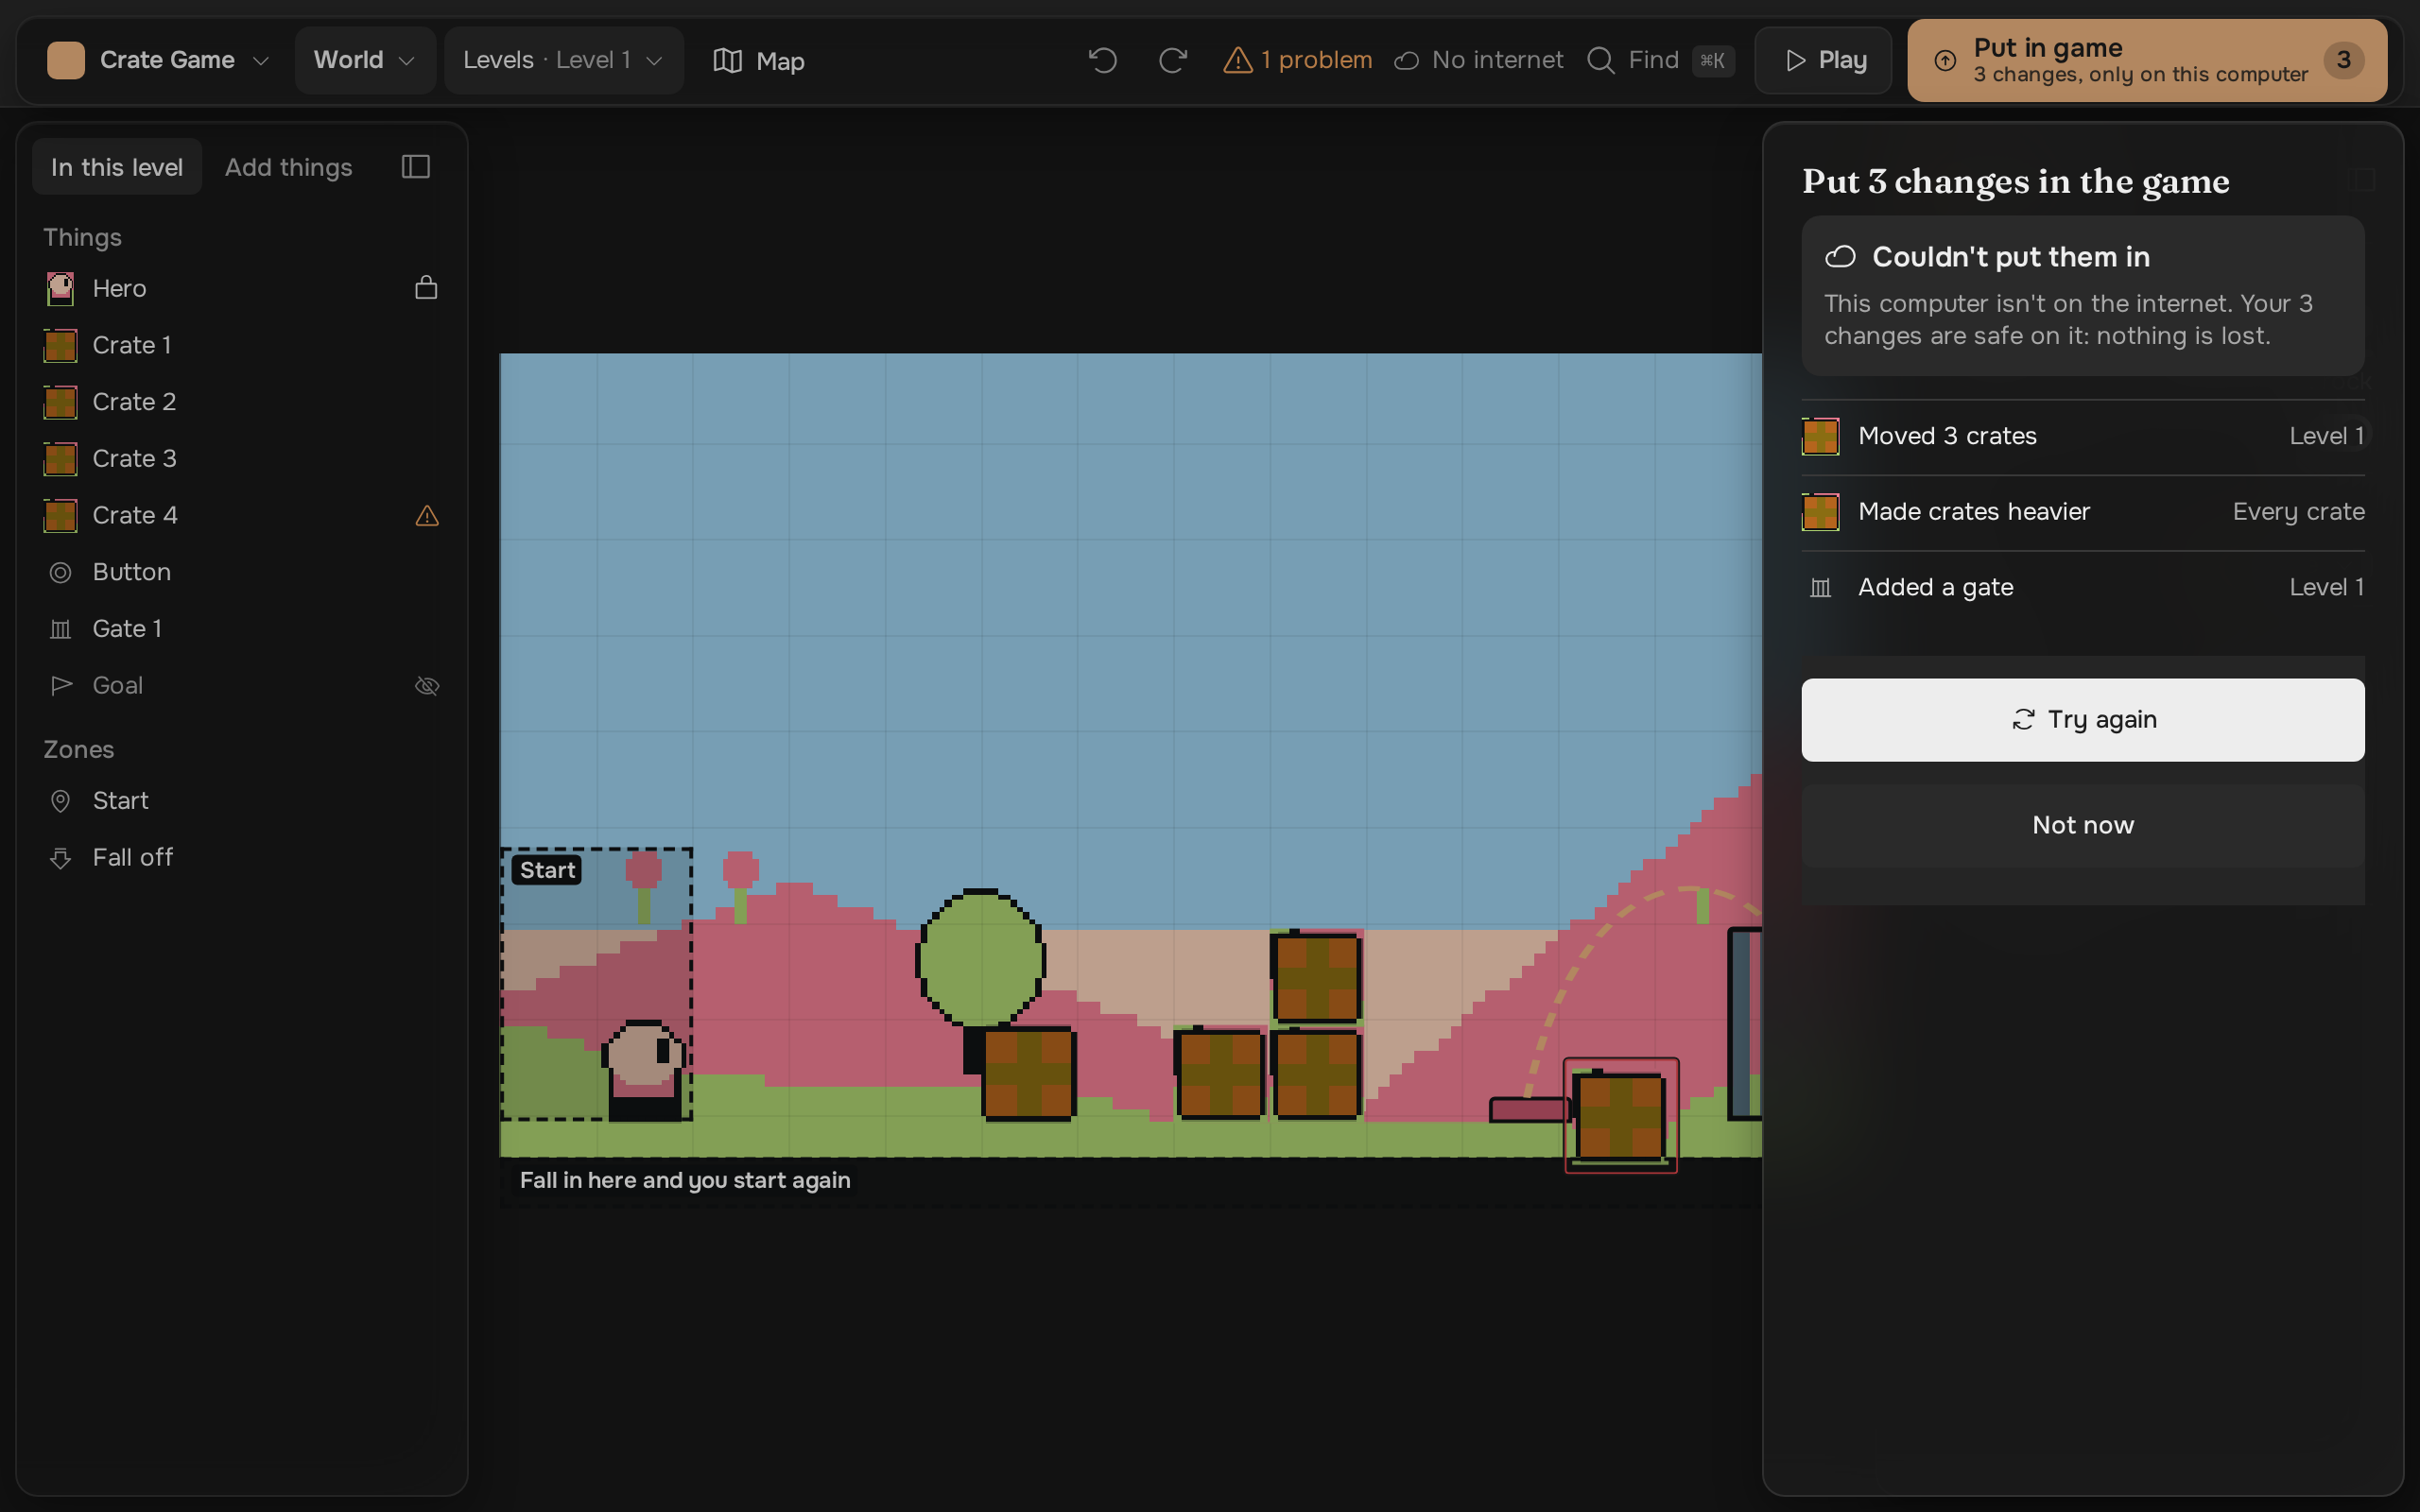 Crate Game
World
Levels · Level 1
Map
1 problem
No internet
Find ⌘K
Play
Put in game
3 changes, only on this computer
3
In this level
Add things
Things
Hero
Crate 1
Crate 2
Crate 3
Crate 4
Button
Gate 1
Goal
Zones
Start
Fall off
Start
Fall in here and you start again
Put 3 changes in the game
Couldn't put them in
This computer isn't on the internet. Your 3
changes are safe on it: nothing is lost.
Moved 3 crates
Level 1
Made crates heavier
Every crate
Added a gate
Level 1
Try again
Not now